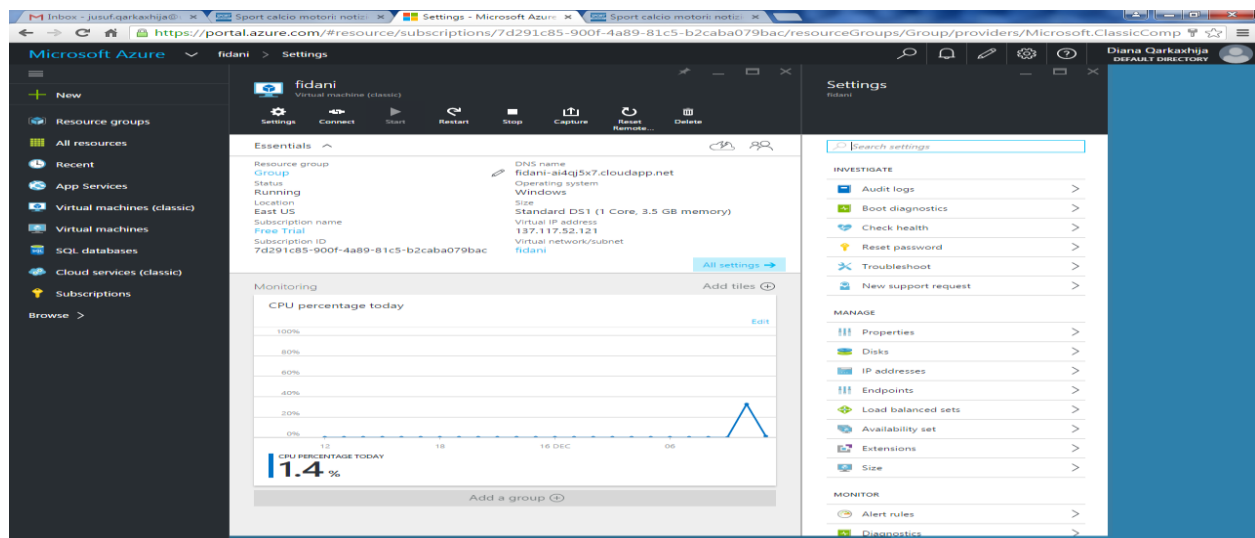 Inbox - jusuf.qarkaxhija@
Sport calcio motori: notizi
Settings - Microsoft Azure
Sport calcio motori: notizi
https://portal.azure.com/#resource/subscriptions/7d291c85-900f-4a89-81c5-b2caba079bac/resourceGroups/Group/providers/Microsoft.ClassicComp
Microsoft Azure fidani > Settings
Diana Qarkaxhija
DEFAULT DIRECTORY
New
Resource groups
All resources
Recent
App Services
Virtual machines (classic)
Virtual machines
SQL databases
Cloud services (classic)
Subscriptions
Browse >
fidani
Virtual machine (classic)
Settings Connect Start Restart Stop Capture Reset Remote... Delete
Essentials
Resource group
Group
Status
Running
Location
East US
Subscription name
Free Trial
Subscription ID
7d291c85-900f-4a89-81c5-b2caba079bac
DNS name
fidani-ai4qj5x7.cloudapp.net
Operating system
Windows
Size
Standard DS1 (1 Core, 3.5 GB memory)
Virtual IP address
137.117.52.121
Virtual network/subnet
fidani
All settings →
Monitoring Add tiles
CPU percentage today
Edit
100%
80%
60%
40%
20%
0%
12 18 16 DEC 06
CPU PERCENTAGE TODAY
1.4 %
Add a group
Settings
fidani
Search settings
INVESTIGATE
Audit logs
Boot diagnostics
Check health
Reset password
Troubleshoot
New support request
MANAGE
Properties
Disks
IP addresses
Endpoints
Load balanced sets
Availability set
Extensions
Size
MONITOR
Alert rules
Diagnostics